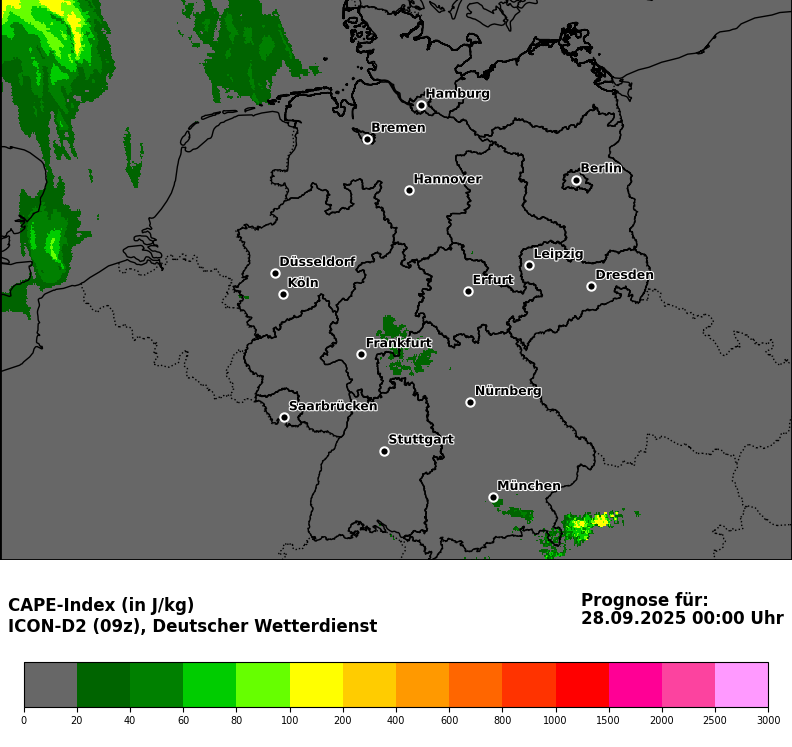 Hamburg
Bremen
Berlin
Hannover
Leipzig
Düsseldorf
Dresden
Erfurt
Köln
Frankfurt
Nürnberg
Saarbrücken
Stuttgart
München
CAPE-Index (in J/kg)
ICON-D2 (09z), Deutscher Wetterdienst
Prognose für:
28.09.2025 00:00 Uhr
0 20 40 60 80 100 200 400 600 800 1000 1500 2000 2500 3000